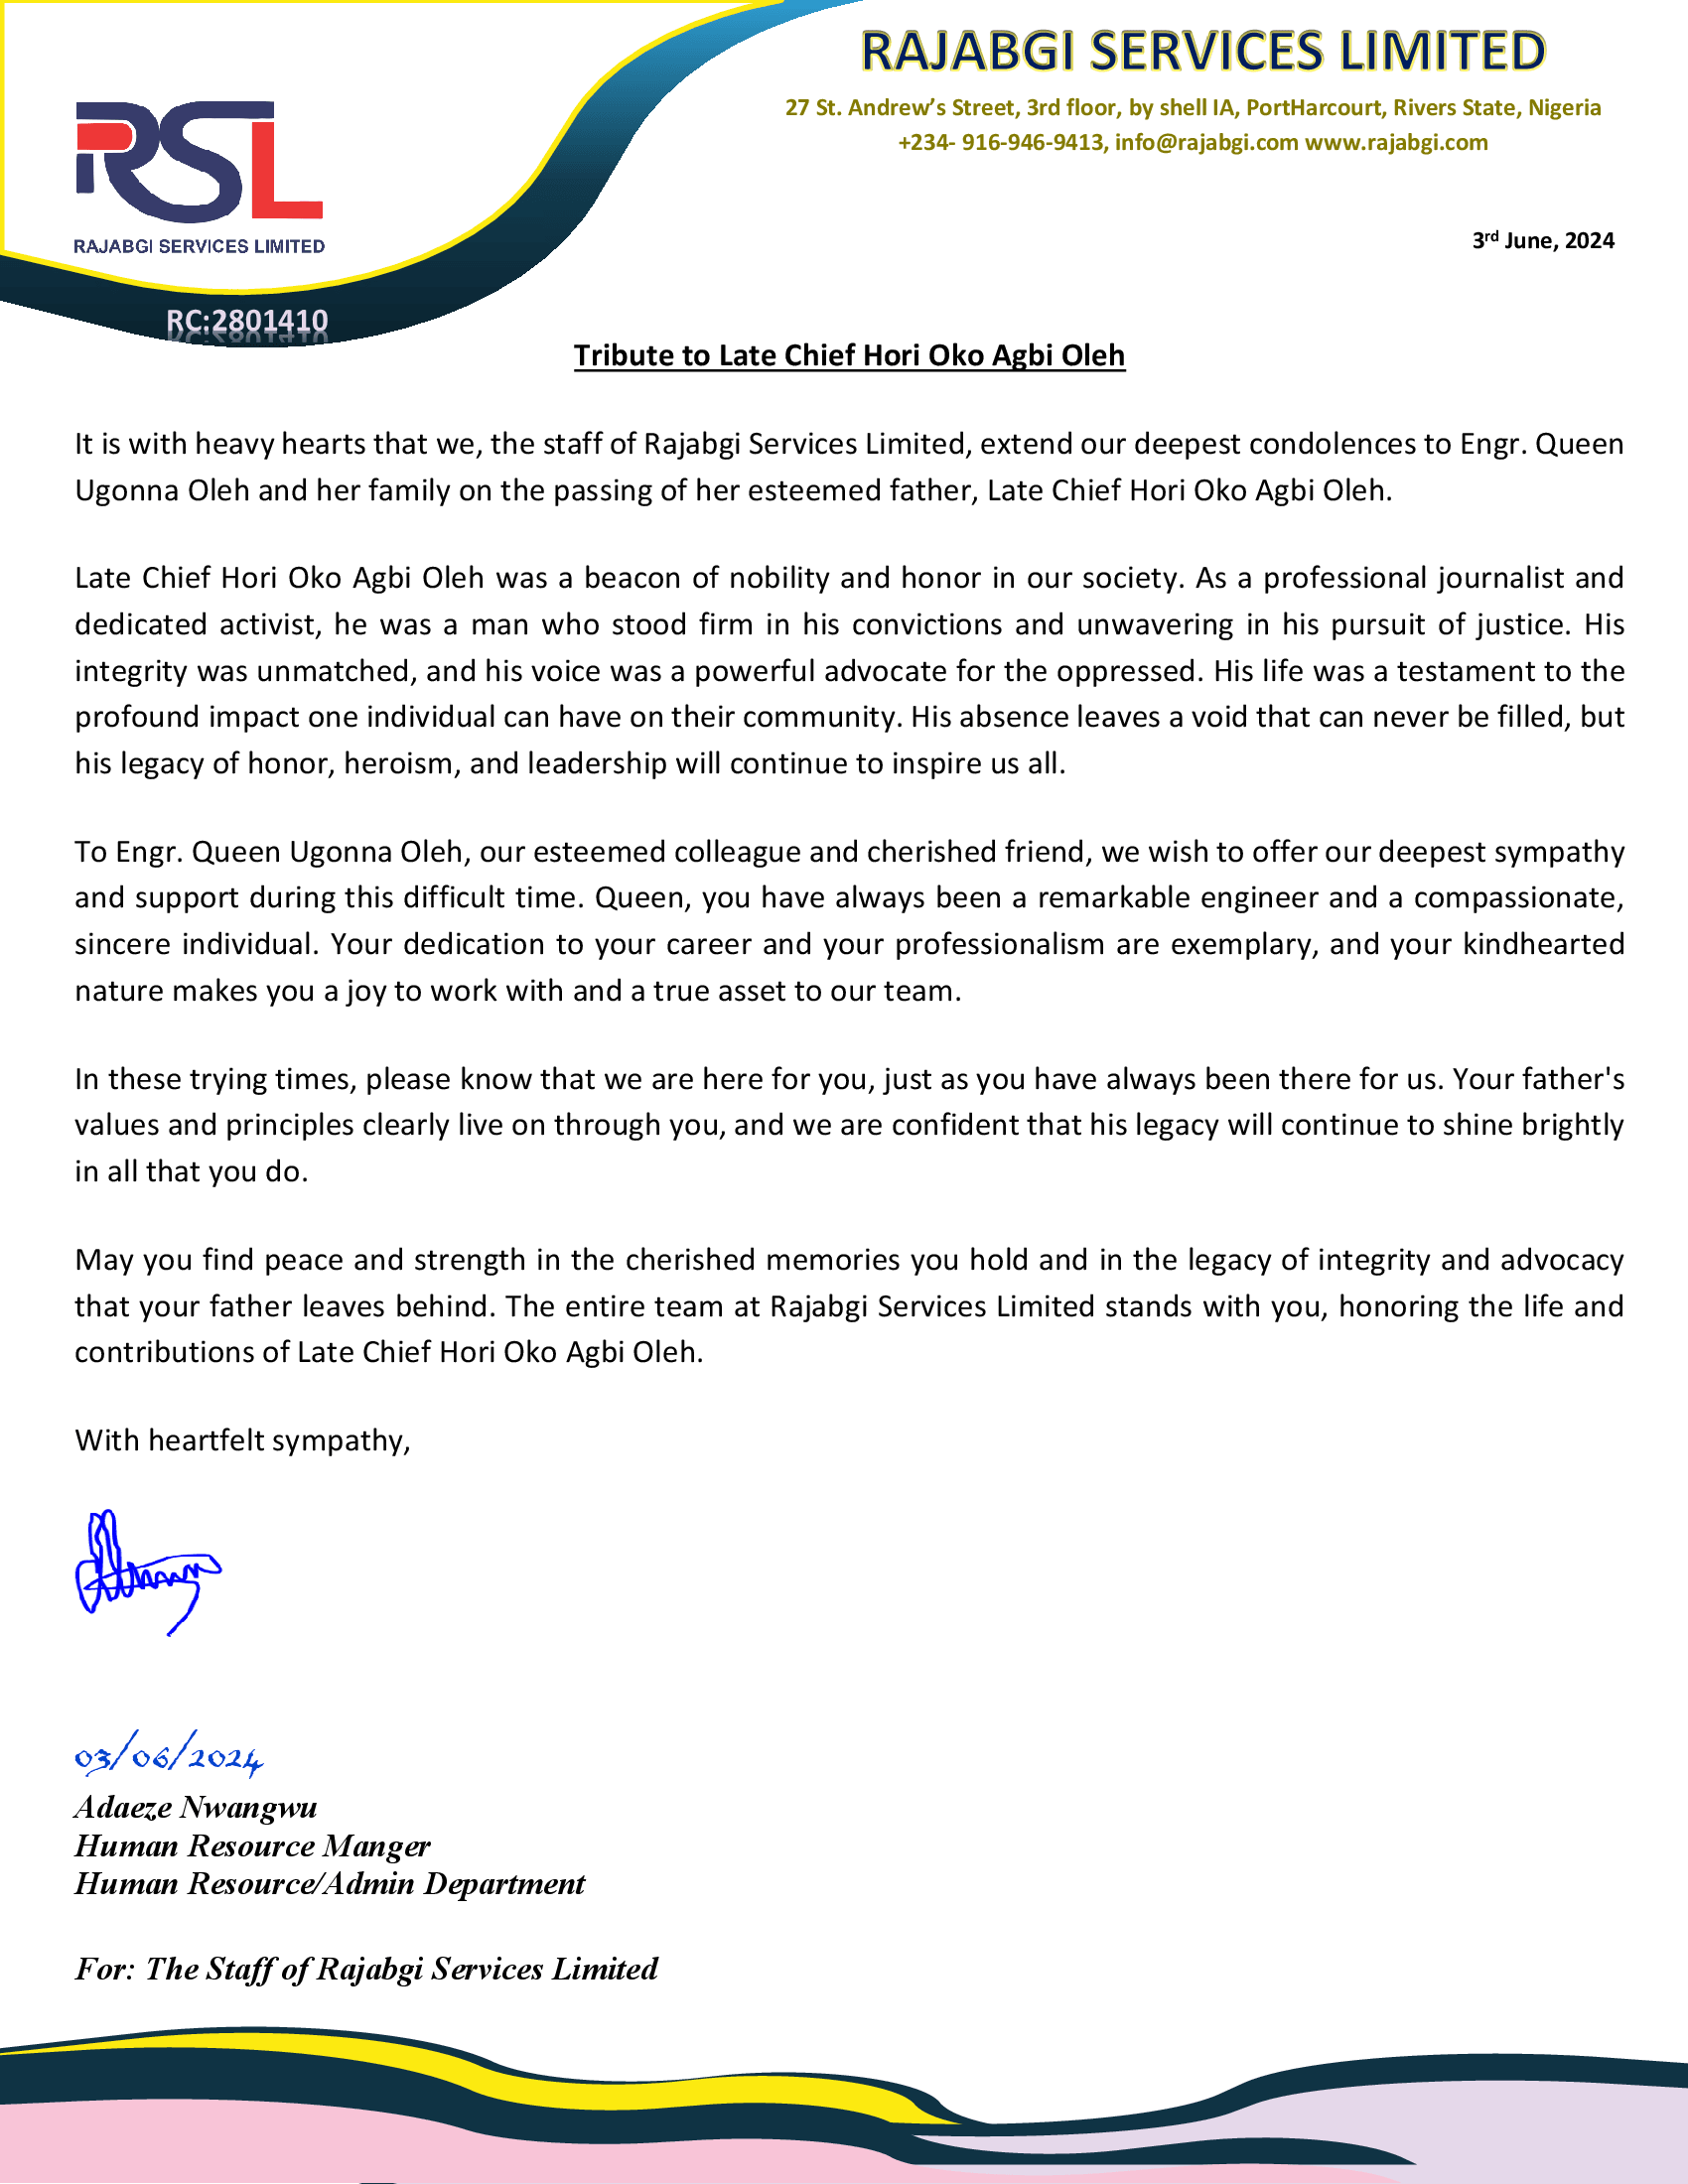 RAJABGI SERVICES LIMITED
27 St. Andrew’s Street, 3rd floor, by shell IA, PortHarcourt, Rivers State, Nigeria
+234- 916-946-9413, info@rajabgi.com www.rajabgi.com
RSL
RAJABGI SERVICES LIMITED
3rd June, 2024
RC:2801410
Tribute to Late Chief Hori Oko Agbi Oleh
It is with heavy hearts that we, the staff of Rajabgi Services Limited, extend our deepest condolences to Engr. Queen
Ugonna Oleh and her family on the passing of her esteemed father, Late Chief Hori Oko Agbi Oleh.
Late Chief Hori Oko Agbi Oleh was a beacon of nobility and honor in our society. As a professional journalist and
dedicated activist, he was a man who stood firm in his convictions and unwavering in his pursuit of justice. His
integrity was unmatched, and his voice was a powerful advocate for the oppressed. His life was a testament to the
profound impact one individual can have on their community. His absence leaves a void that can never be filled, but
his legacy of honor, heroism, and leadership will continue to inspire us all.
To Engr. Queen Ugonna Oleh, our esteemed colleague and cherished friend, we wish to offer our deepest sympathy
and support during this difficult time. Queen, you have always been a remarkable engineer and a compassionate,
sincere individual. Your dedication to your career and your professionalism are exemplary, and your kindhearted
nature makes you a joy to work with and a true asset to our team.
In these trying times, please know that we are here for you, just as you have always been there for us. Your father's
values and principles clearly live on through you, and we are confident that his legacy will continue to shine brightly
in all that you do.
May you find peace and strength in the cherished memories you hold and in the legacy of integrity and advocacy
that your father leaves behind. The entire team at Rajabgi Services Limited stands with you, honoring the life and
contributions of Late Chief Hori Oko Agbi Oleh.
With heartfelt sympathy,
03/06/2024
Adaeze Nwangwu
Human Resource Manger
Human Resource/Admin Department
For: The Staff of Rajabgi Services Limited